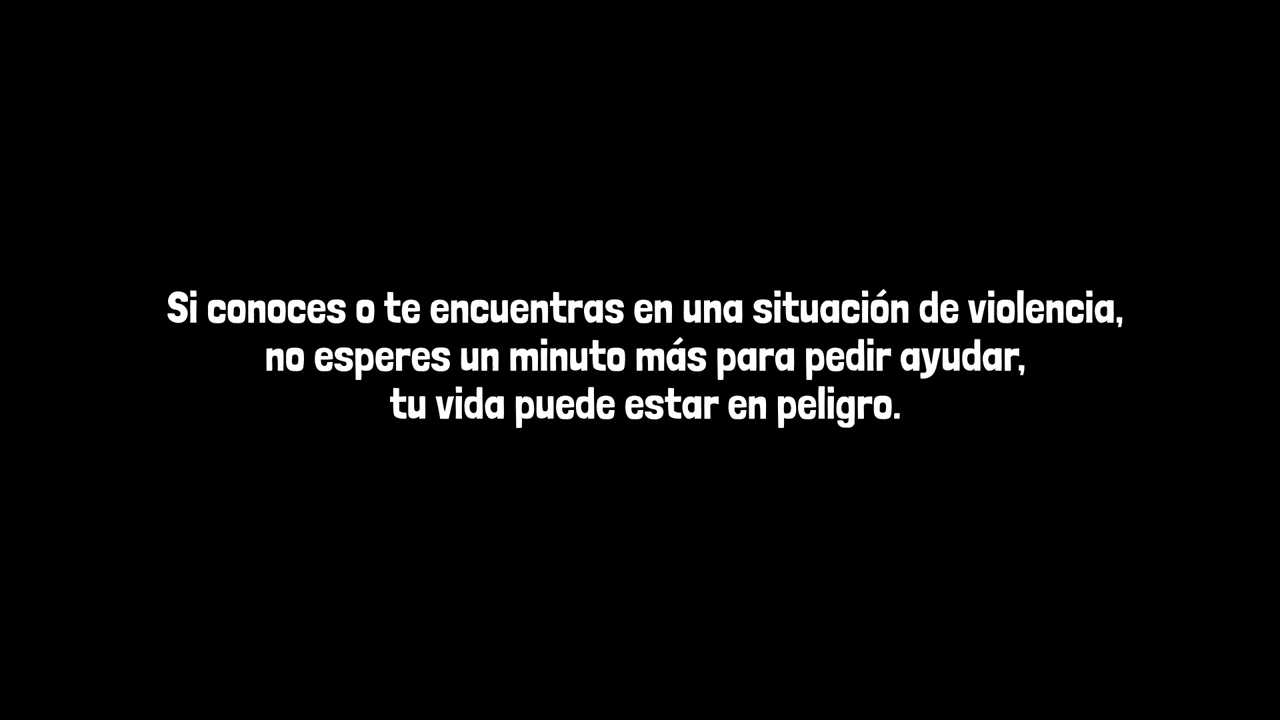 Si conoces o te encuentras en una situación de violencia,
no esperes un minuto más para pedir ayudar,
tu vida puede estar en peligro.